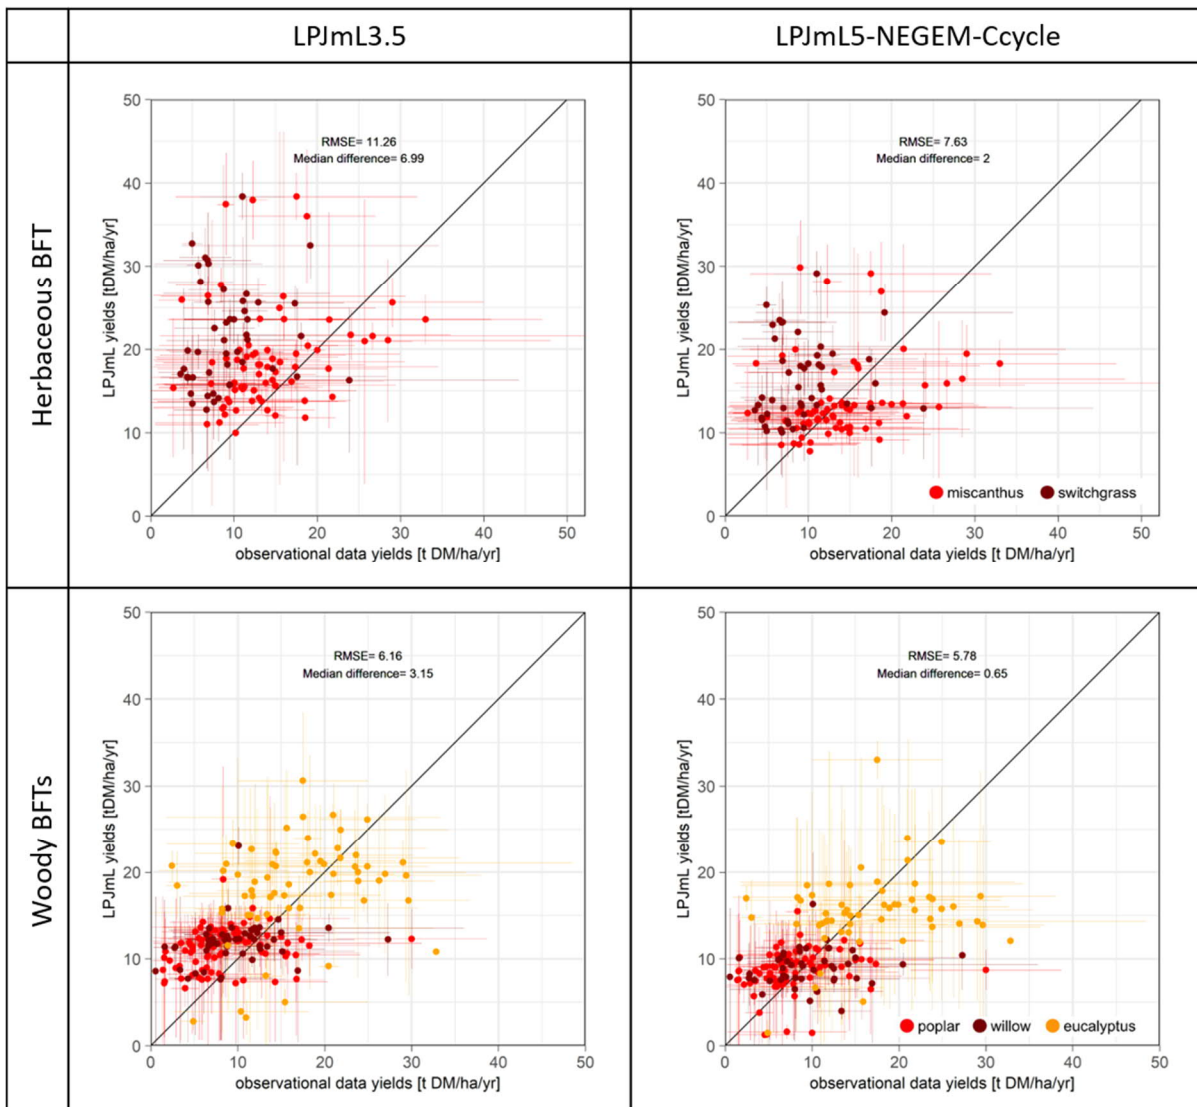 LPJmL3.5
LPJmL5-NEGEM-Ccycle
Herbaceous BFT
50
40
30
20
10
0
LPJmL yields [tDM/ha/yr]
RMSE= 11.26
Median difference= 6.99
0 10 20 30 40 50
observational data yields [t DM/ha/yr]
50
40
30
20
10
0
LPJmL yields [tDM/ha/yr]
RMSE= 7.63
Median difference= 2
miscanthus switchgrass
0 10 20 30 40 50
observational data yields [t DM/ha/yr]
Woody BFTs
50
40
30
20
10
0
LPJmL yields [tDM/ha/yr]
RMSE= 6.16
Median difference= 3.15
0 10 20 30 40 50
observational data yields [t DM/ha/yr]
50
40
30
20
10
0
LPJmL yields [tDM/ha/yr]
RMSE= 5.78
Median difference= 0.65
poplar willow eucalyptus
0 10 20 30 40 50
observational data yields [t DM/ha/yr]